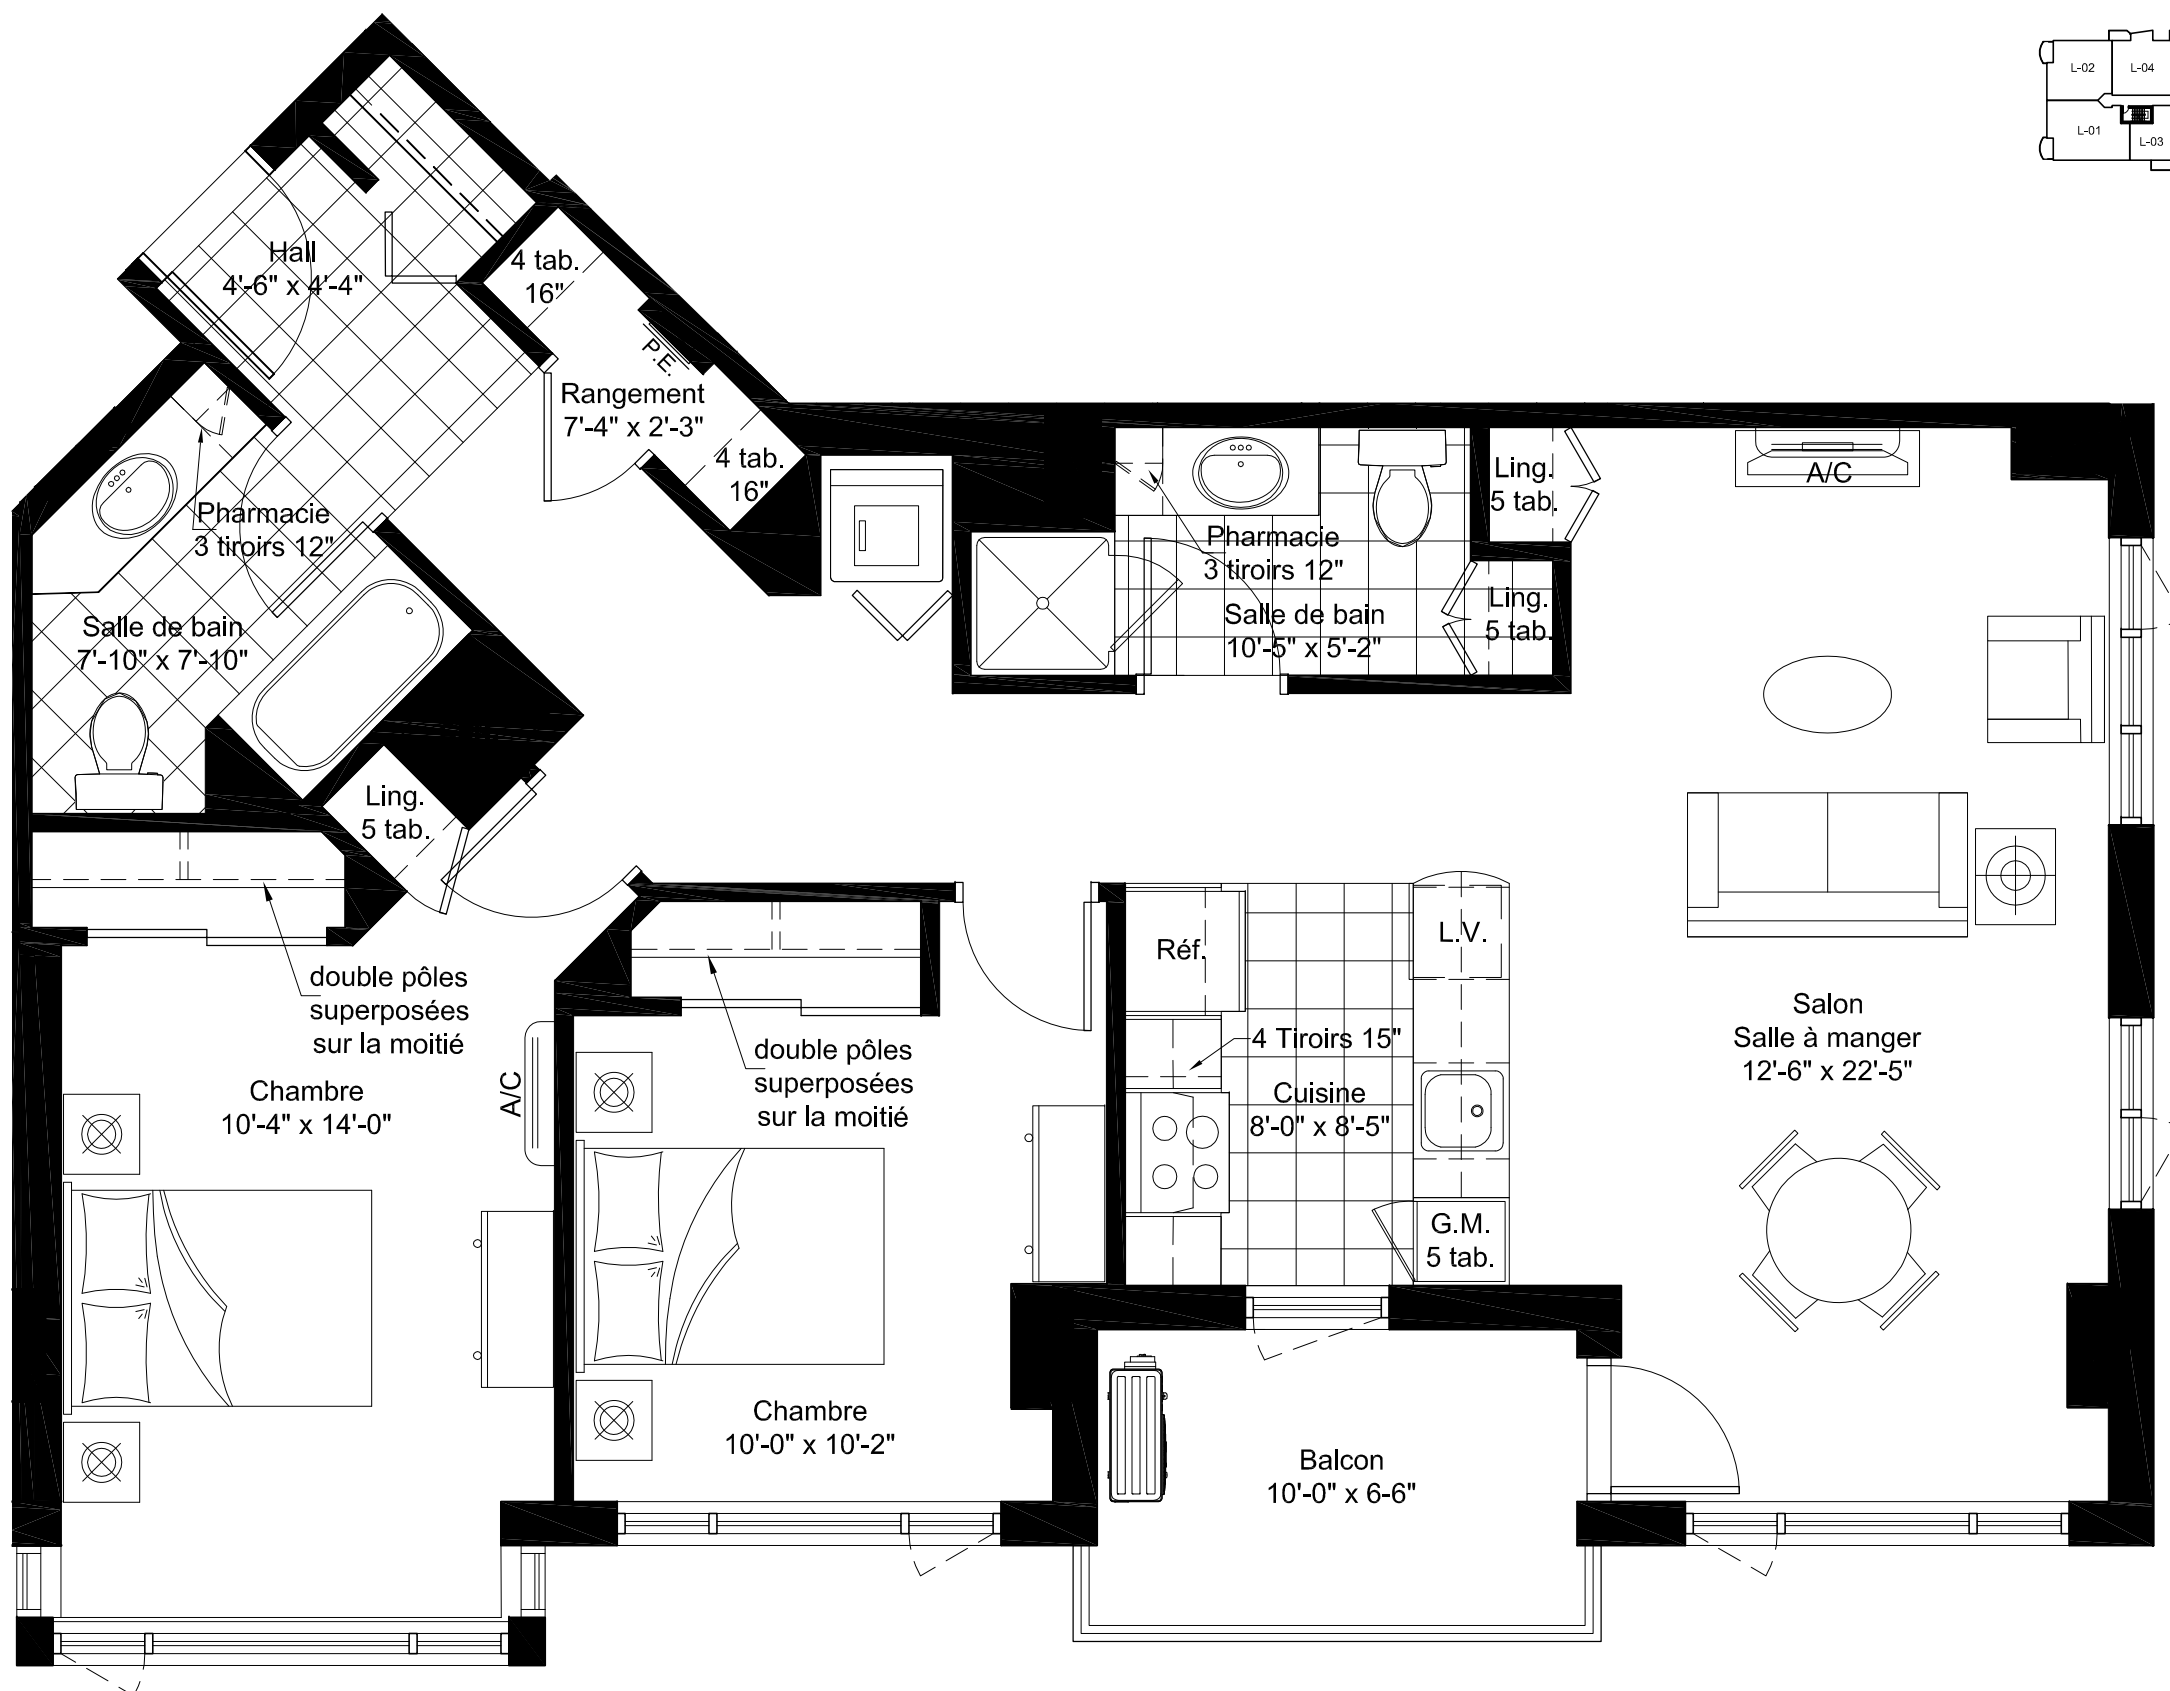 L-02
L-04
L-01
L-03
Hall
4'-6" x 4'-4"
4 tab.
16"
P.E.
Rangement
7'-4" x 2'-3"
4 tab.
16"
Pharmacie
3 tiroirs 12"
Salle de bain
7'-10" x 7'-10"
Ling.
5 tab.
Pharmacie
3 tiroirs 12"
Salle de bain
10'-5" x 5'-2"
Ling.
5 tab.
Ling.
5 tab.
A/C
double pôles
superposées
sur la moitié
Chambre
10'-4" x 14'-0"
A/C
double pôles
superposées
sur la moitié
Chambre
10'-0" x 10'-2"
Réf.
L.V.
4 Tiroirs 15"
Cuisine
8'-0" x 8'-5"
G.M.
5 tab.
Salon
Salle à manger
12'-6" x 22'-5"
Balcon
10'-0" x 6-6"